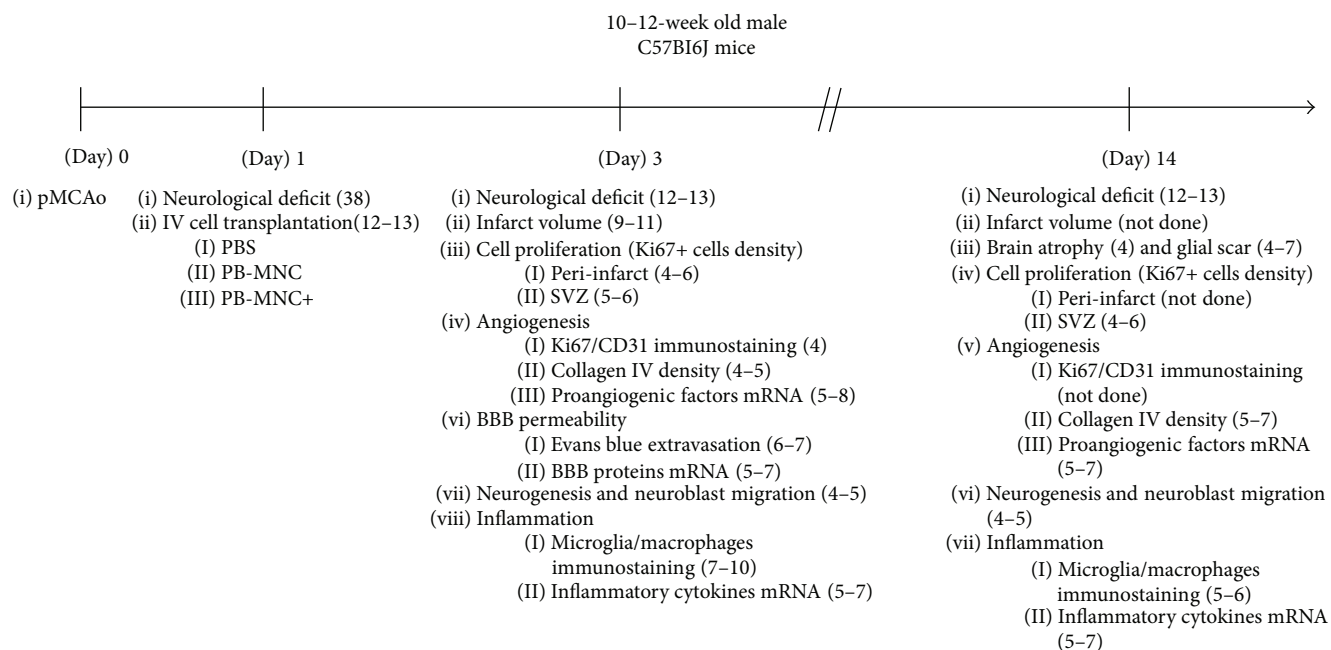 10–12-week old male
C57BI6J mice
(Day) 0
(Day) 1
(Day) 3
(Day) 14
(i) pMCAo
(i) Neurological deficit (38)
(ii) IV cell transplantation(12–13)
(I) PBS
(II) PB-MNC
(III) PB-MNC+
(i) Neurological deficit (12–13)
(ii) Infarct volume (9–11)
(iii) Cell proliferation (Ki67+ cells density)
(I) Peri-infarct (4–6)
(II) SVZ (5–6)
(iv) Angiogenesis
(I) Ki67/CD31 immunostaining (4)
(II) Collagen IV density (4–5)
(III) Proangiogenic factors mRNA (5–8)
(vi) BBB permeability
(I) Evans blue extravasation (6–7)
(II) BBB proteins mRNA (5–7)
(vii) Neurogenesis and neuroblast migration (4–5)
(viii) Inflammation
(I) Microglia/macrophages
immunostaining (7–10)
(II) Inflammatory cytokines mRNA (5–7)
(i) Neurological deficit (12–13)
(ii) Infarct volume (not done)
(iii) Brain atrophy (4) and glial scar (4–7)
(iv) Cell proliferation (Ki67+ cells density)
(I) Peri-infarct (not done)
(II) SVZ (4–6)
(v) Angiogenesis
(I) Ki67/CD31 immunostaining
(not done)
(II) Collagen IV density (5–7)
(III) Proangiogenic factors mRNA
(5–7)
(vi) Neurogenesis and neuroblast migration
(4–5)
(vii) Inflammation
(I) Microglia/macrophages
immunostaining (5–6)
(II) Inflammatory cytokines mRNA
(5–7)